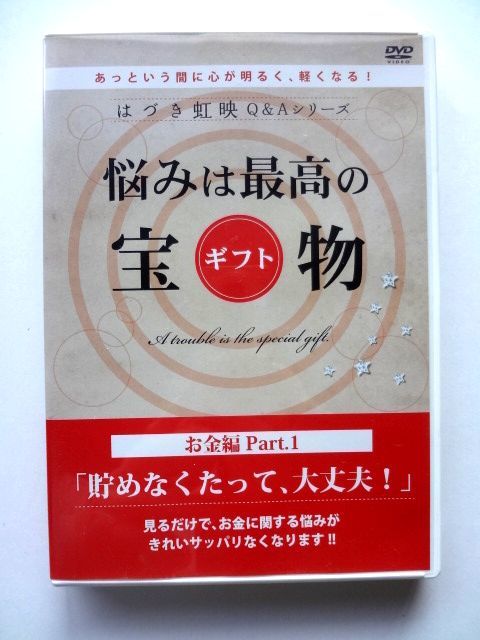 DVD
VIDEO
あっという間に心が明るく、軽くなる！
はづき虹映 Q&Aシリーズ
悩みは最高の
宝 ギフト 物
A trouble is the special gift.
お金編 Part.1
「貯めなくたって、大丈夫！」
見るだけで、お金に関する悩みが
きれいサッパリなくなります!!